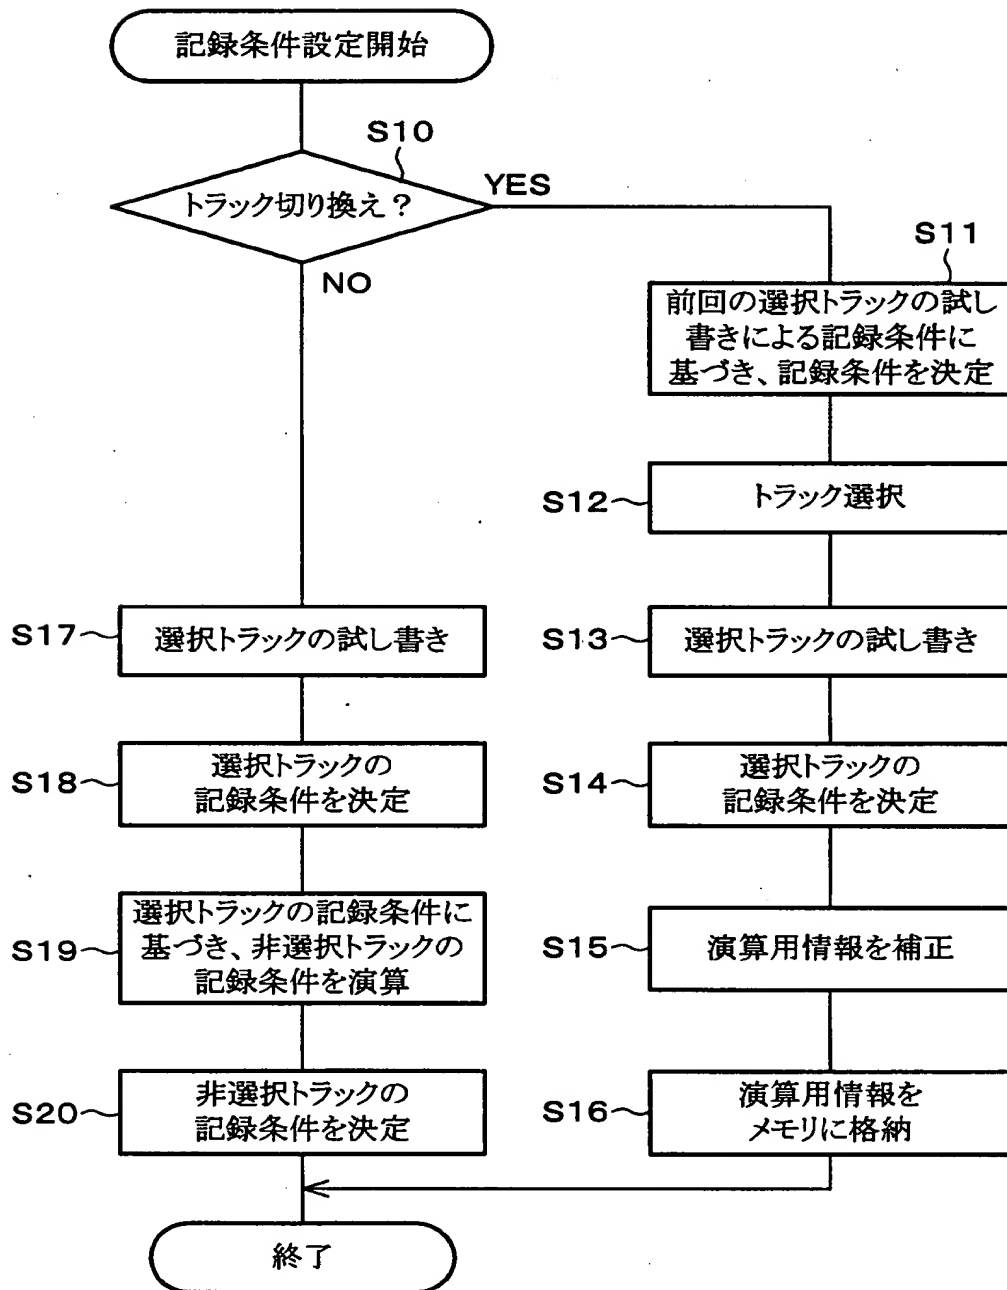 記録条件設定開始
S10
トラック切り換え？
YES
NO
S11
前回の選択トラックの試し
書きによる記録条件に
基づき、記録条件を決定
S12
トラック選択
S17
選択トラックの試し書き
S13
選択トラックの試し書き
S18
選択トラックの
記録条件を決定
S14
選択トラックの
記録条件を決定
S19
選択トラックの記録条件に
基づき、非選択トラックの
記録条件を演算
S15
演算用情報を補正
S20
非選択トラックの
記録条件を決定
S16
演算用情報を
メモリに格納
終了